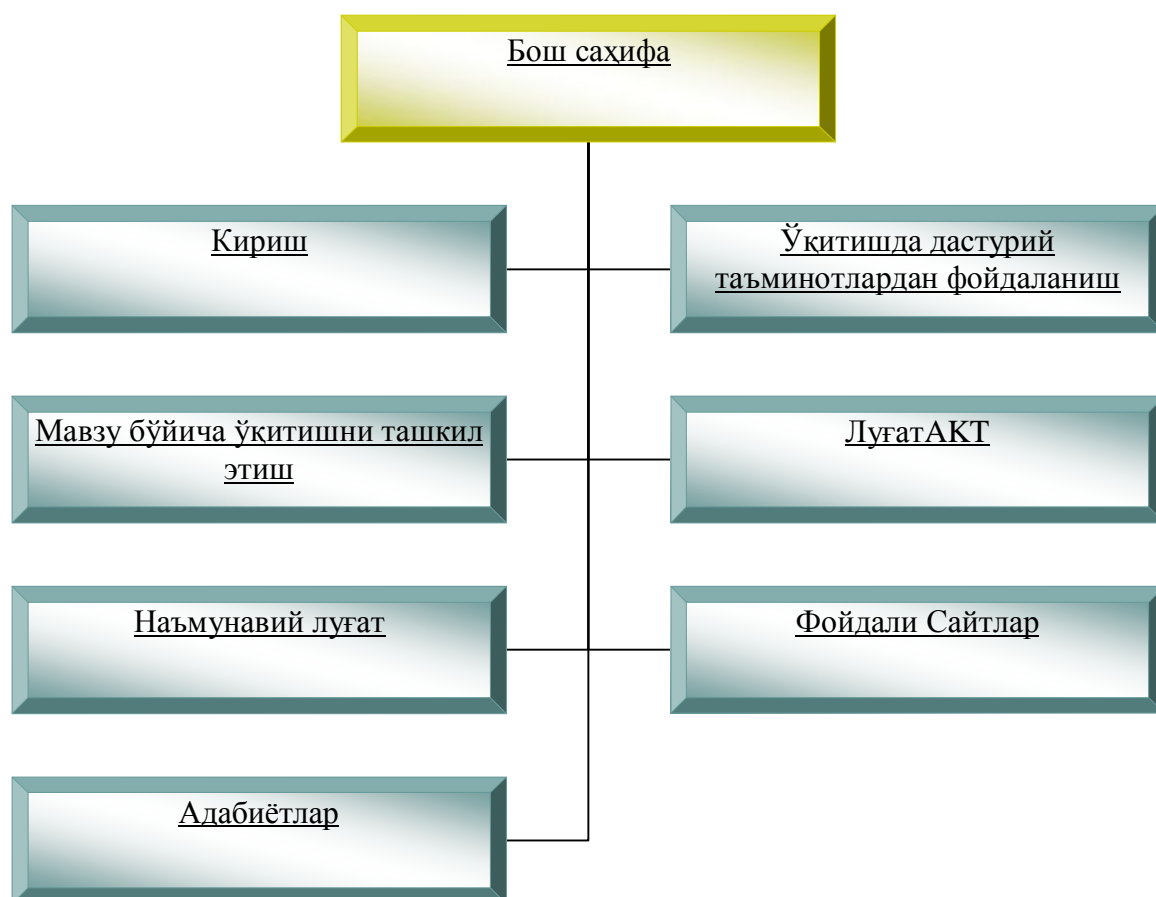 Бош саҳифа
Кириш
Ўқитишда дастурий
таъминотлардан фойдаланиш
Мавзу бўйича ўқитишни ташкил
этиш
ЛуғатАКТ
Наъмунавий луғат
Фойдали Сайтлар
Адабиётлар